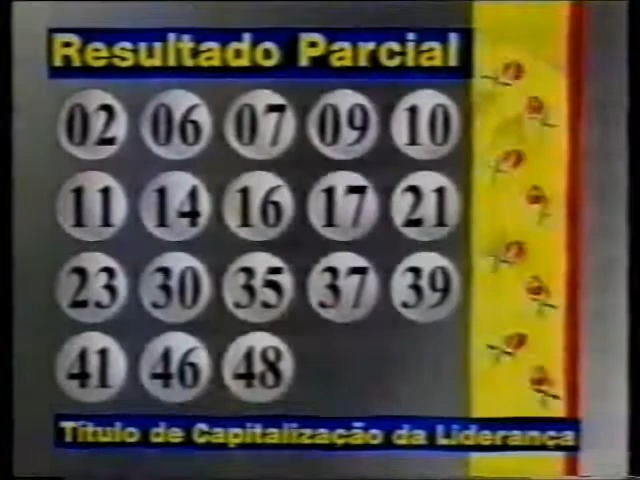 Resultado Parcial
02 06 07 09 10
11 14 16 17 21
23 30 35 37 39
41 46 48
Título de Capitalização da Liderança